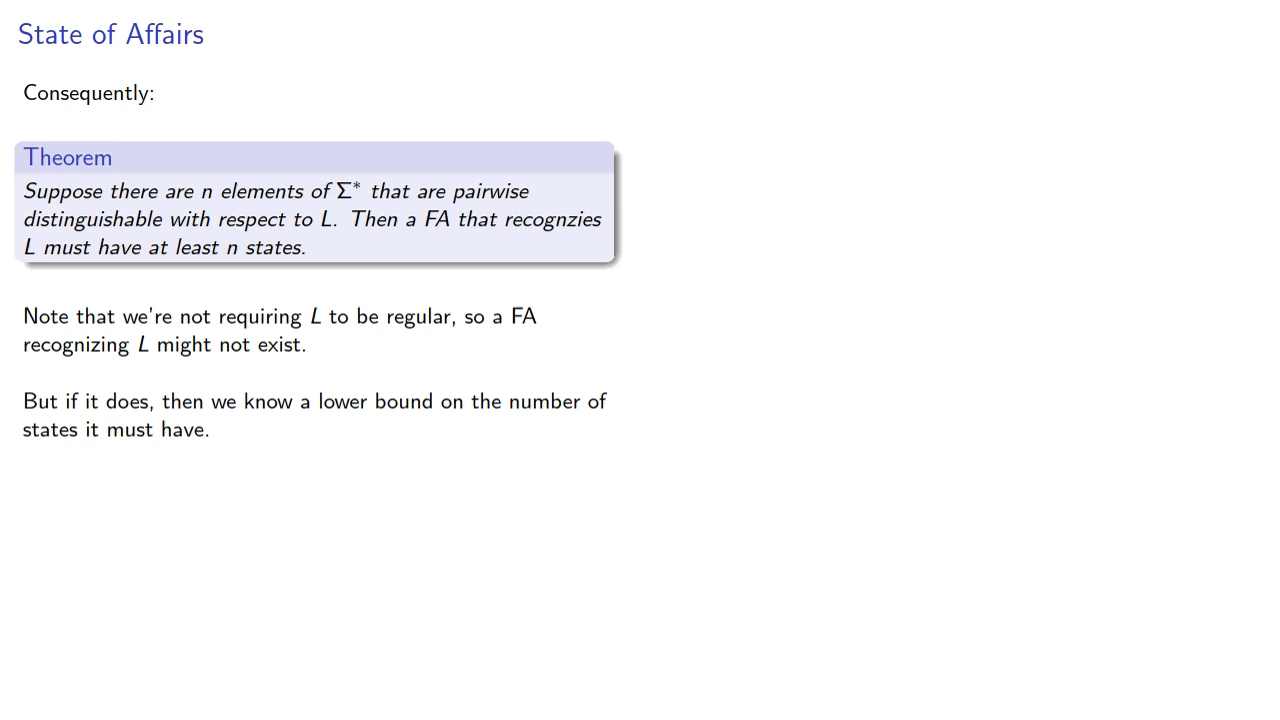 State of Affairs
Consequently:
Theorem
Suppose there are n elements of Σ* that are pairwise
distinguishable with respect to L. Then a FA that recognzies
L must have at least n states.
Note that we're not requiring L to be regular, so a FA
recognizing L might not exist.
But if it does, then we know a lower bound on the number of
states it must have.